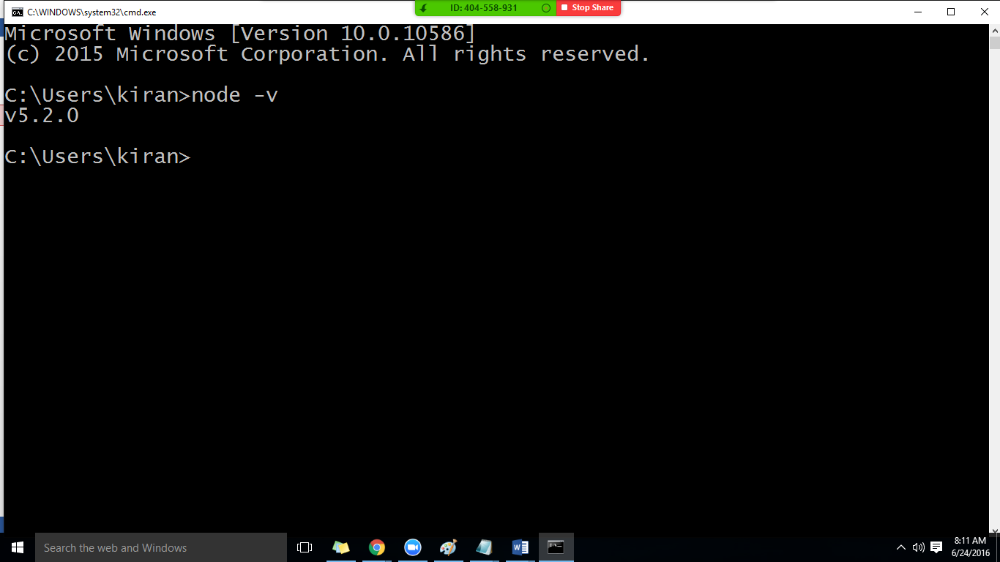 C:\WINDOWS\system32\cmd.exe
ID: 404-558-931
Stop Share
Microsoft Windows [Version 10.0.10586]
(c) 2015 Microsoft Corporation. All rights reserved.
C:\Users\kiran>node -v
v5.2.0
C:\Users\kiran>
Search the web and Windows
8:11 AM
6/24/2016